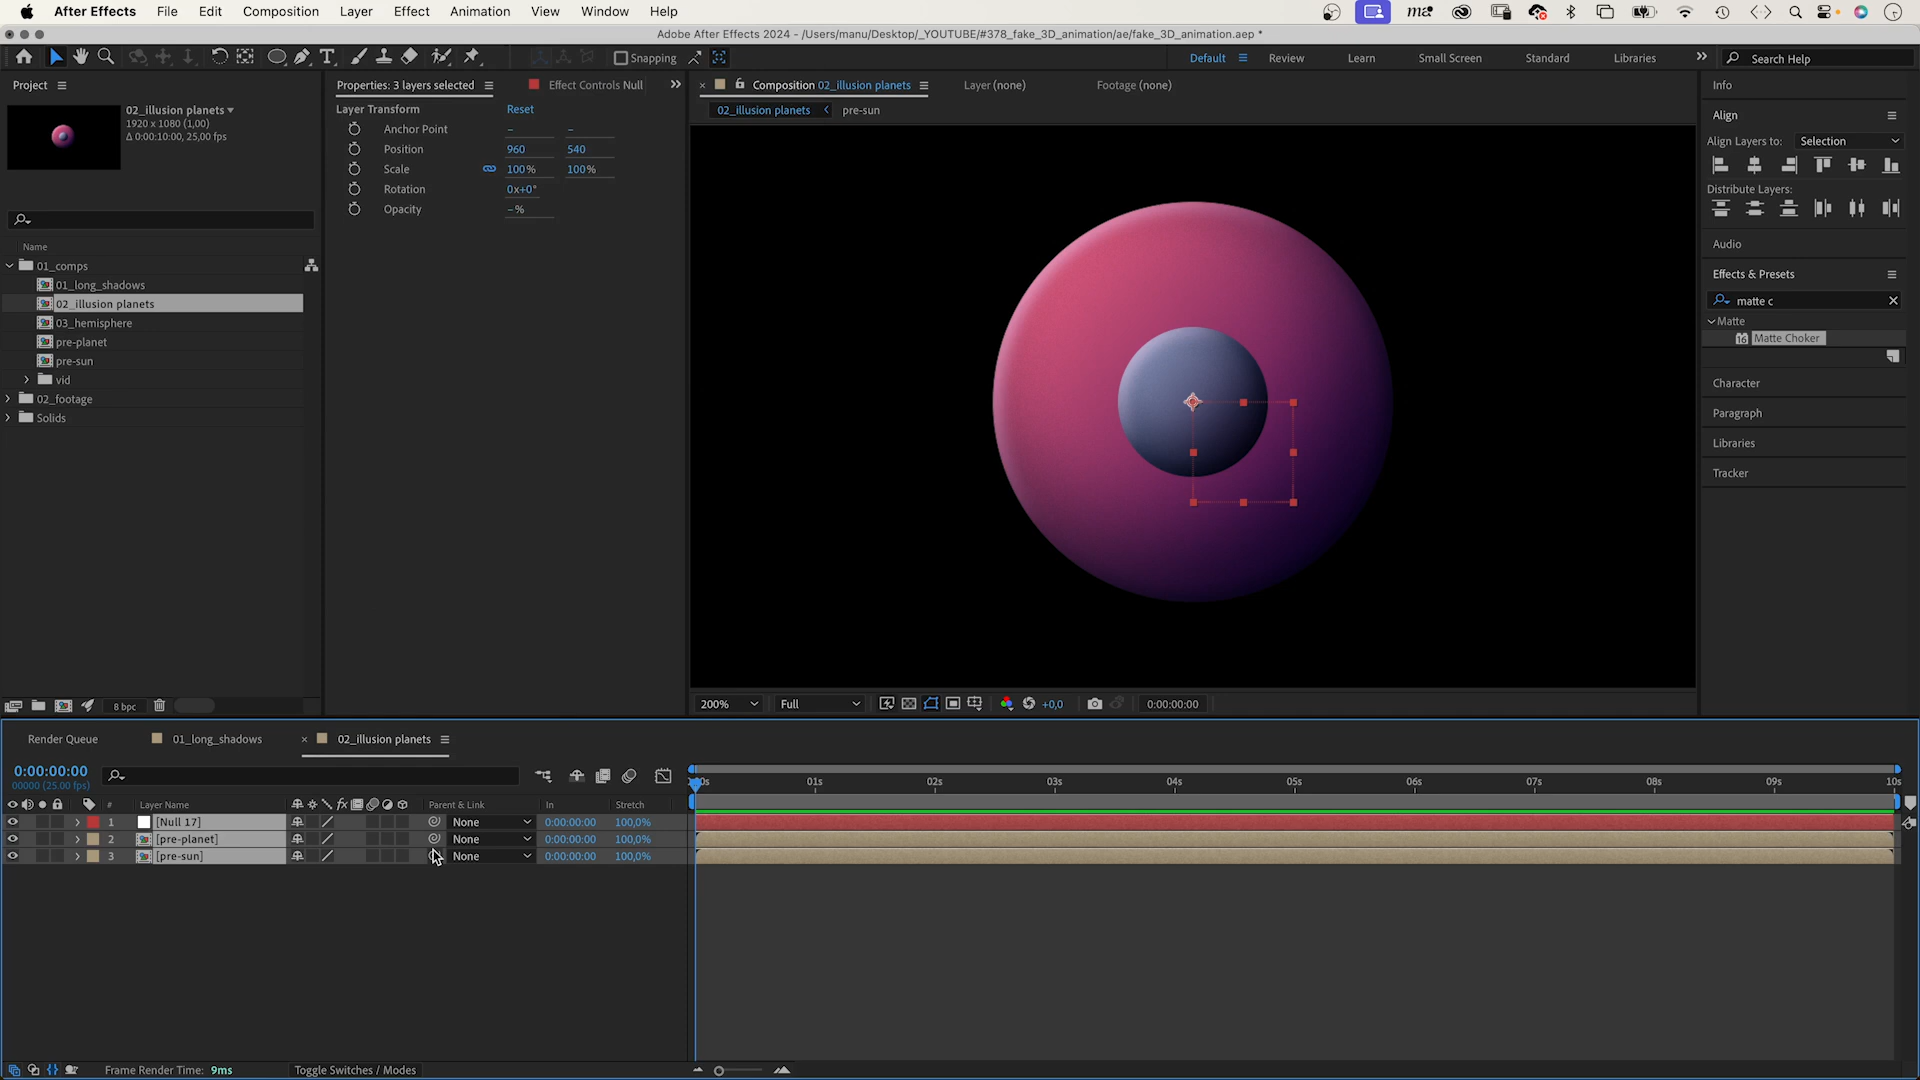 After Effects File Edit Composition Layer Effect Animation View Window Help
Adobe After Effects 2024 - /Users/manu/Desktop/_YOUTUBE/#378_fake_3D_animation/ae/fake_3D_animation.aep *
Snapping Default Review Learn Small Screen Standard Libraries Search Help
Project
02_illusion planets
1920 x 1080 (1,00)
Δ 0:00:10:00, 25,00 fps
Name
01_comps
01_long_shadows
02_illusion planets
03_hemisphere
pre-planet
pre-sun
vid
02_footage
Solids
8 bpc
Properties: 3 layers selected Effect Controls Null
Layer Transform Reset
Anchor Point – –
Position 960 540
Scale 100% 100%
Rotation 0x+0°
Opacity –%
Composition 02_illusion planets Layer (none) Footage (none)
02_illusion planets pre-sun
200% Full +0,0 0:00:00:00
Info
Align
Align Layers to: Selection
Distribute Layers:
Audio
Effects & Presets
matte c
Matte
16 Matte Choker
Character
Paragraph
Libraries
Tracker
Render Queue 01_long_shadows 02_illusion planets
0:00:00:00
00000 (25.00 fps)
01s 02s 03s 04s 05s 06s 07s 08s 09s 10s
# Layer Name Parent & Link In Stretch
1 [Null 17] None 0:00:00:00 100,0%
2 [pre-planet] None 0:00:00:00 100,0%
3 [pre-sun] None 0:00:00:00 100,0%
Frame Render Time: 9ms Toggle Switches / Modes